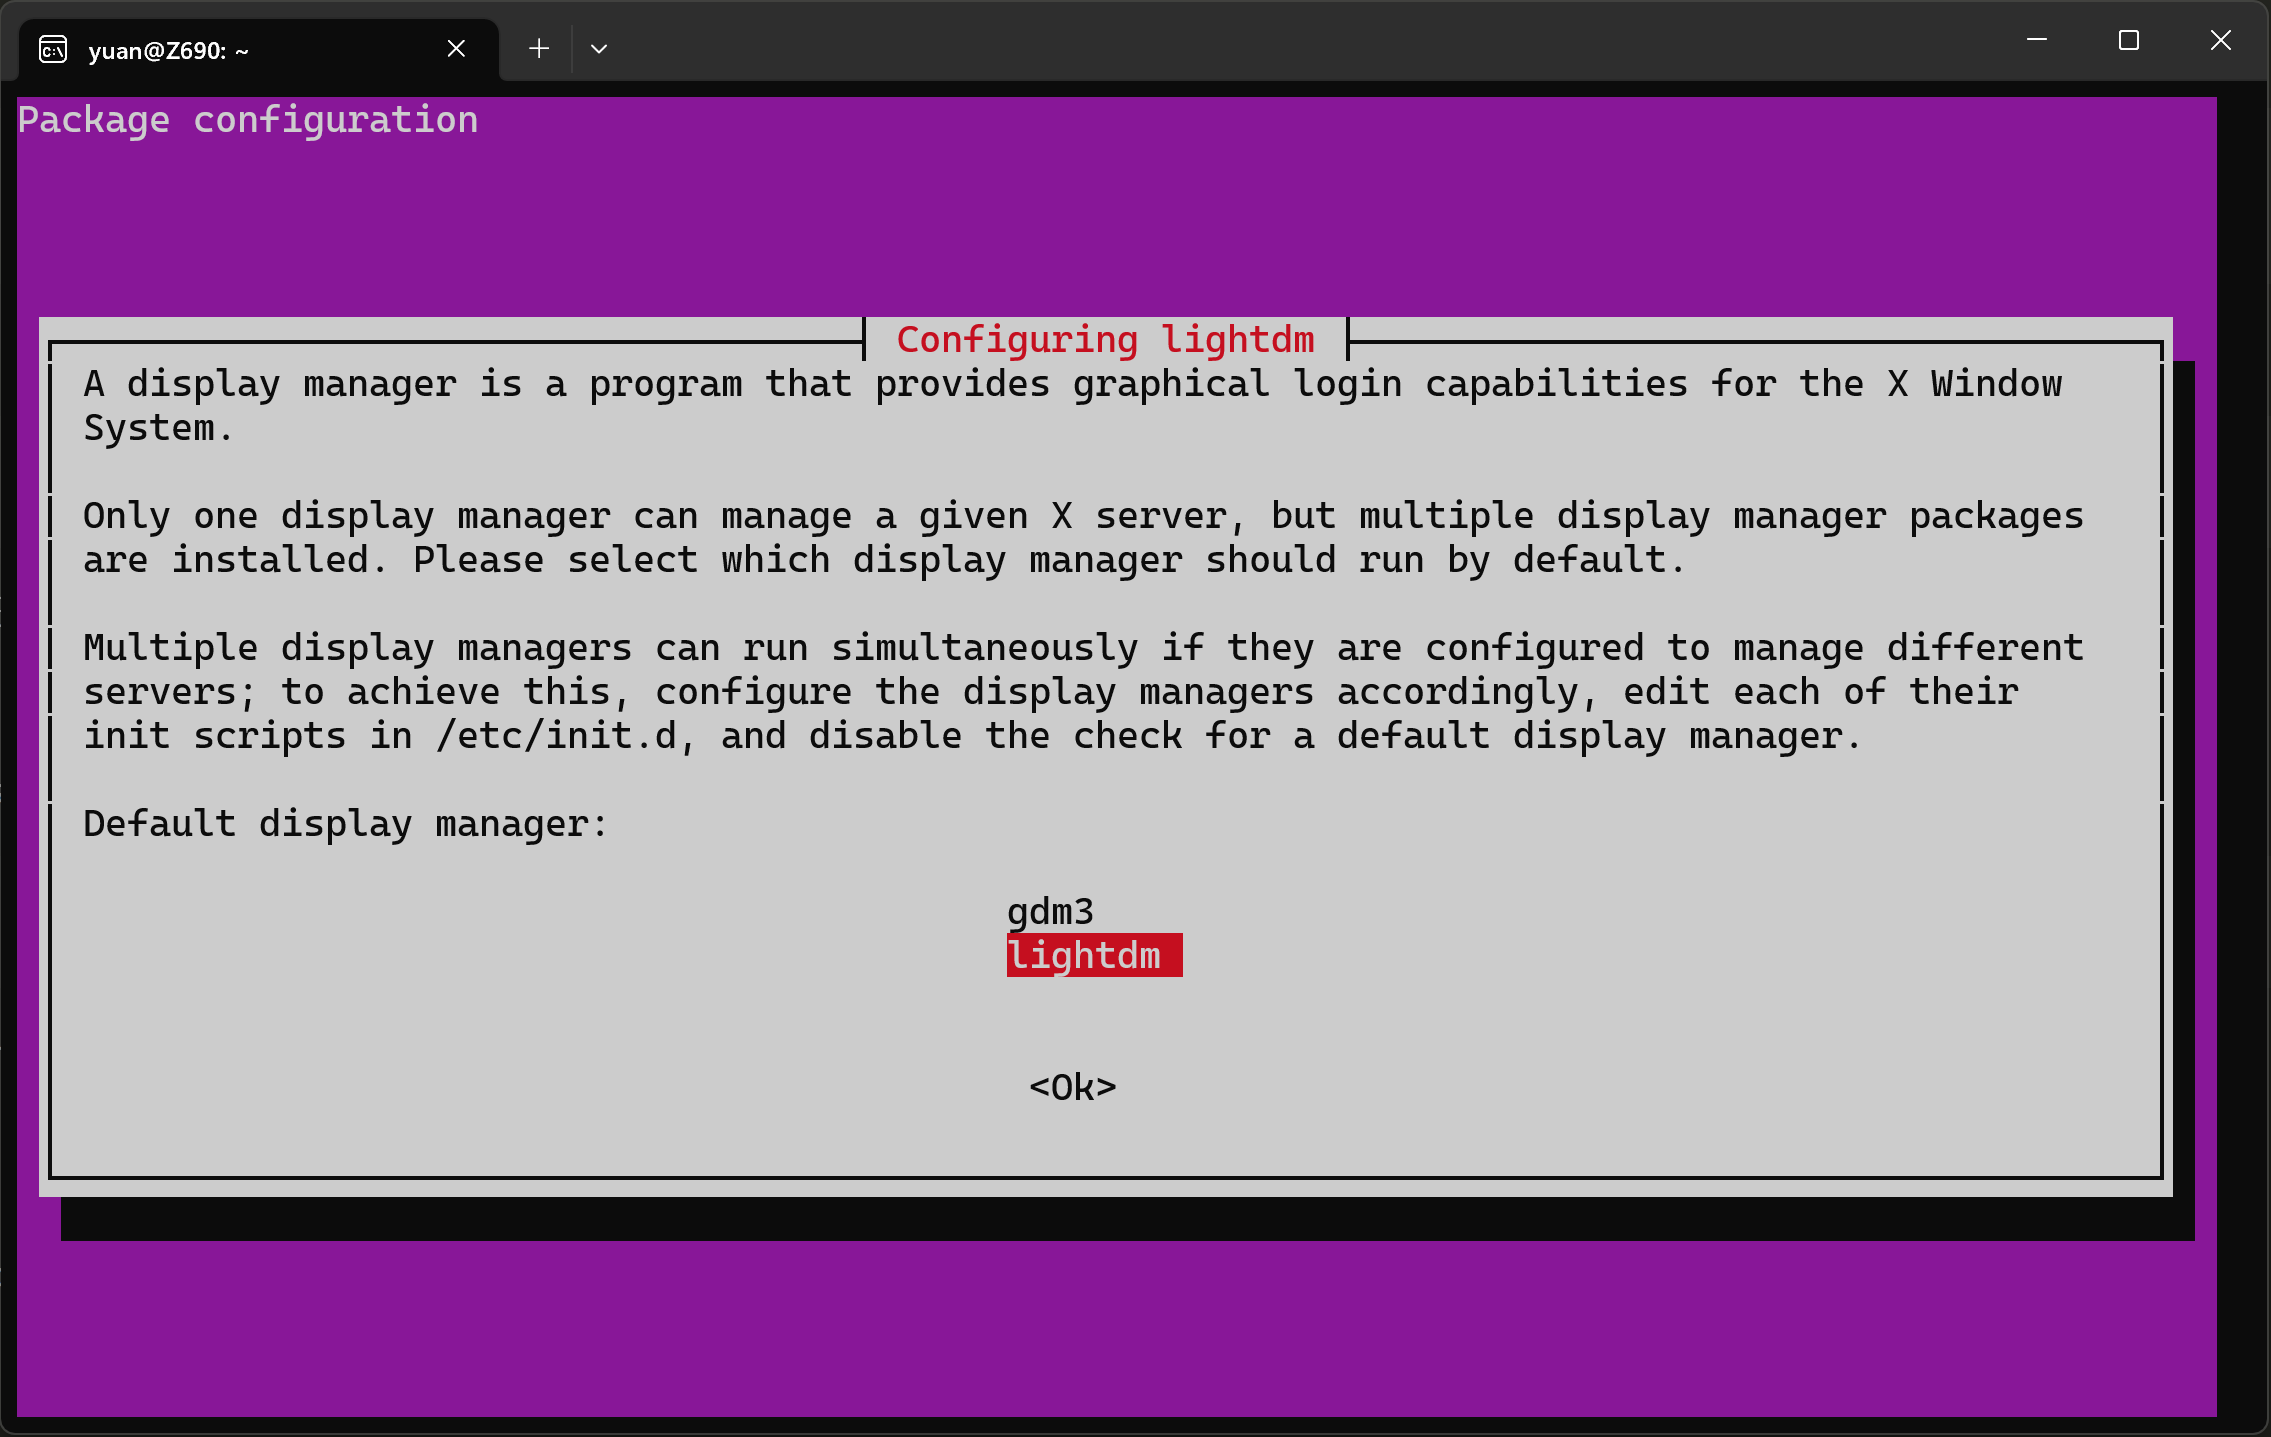 yuan@Z690: ~
Package configuration
Configuring lightdm
A display manager is a program that provides graphical login capabilities for the X Window
System.
Only one display manager can manage a given X server, but multiple display manager packages
are installed. Please select which display manager should run by default.
Multiple display managers can run simultaneously if they are configured to manage different
servers; to achieve this, configure the display managers accordingly, edit each of their
init scripts in /etc/init.d, and disable the check for a default display manager.
Default display manager:
gdm3
lightdm
<Ok>